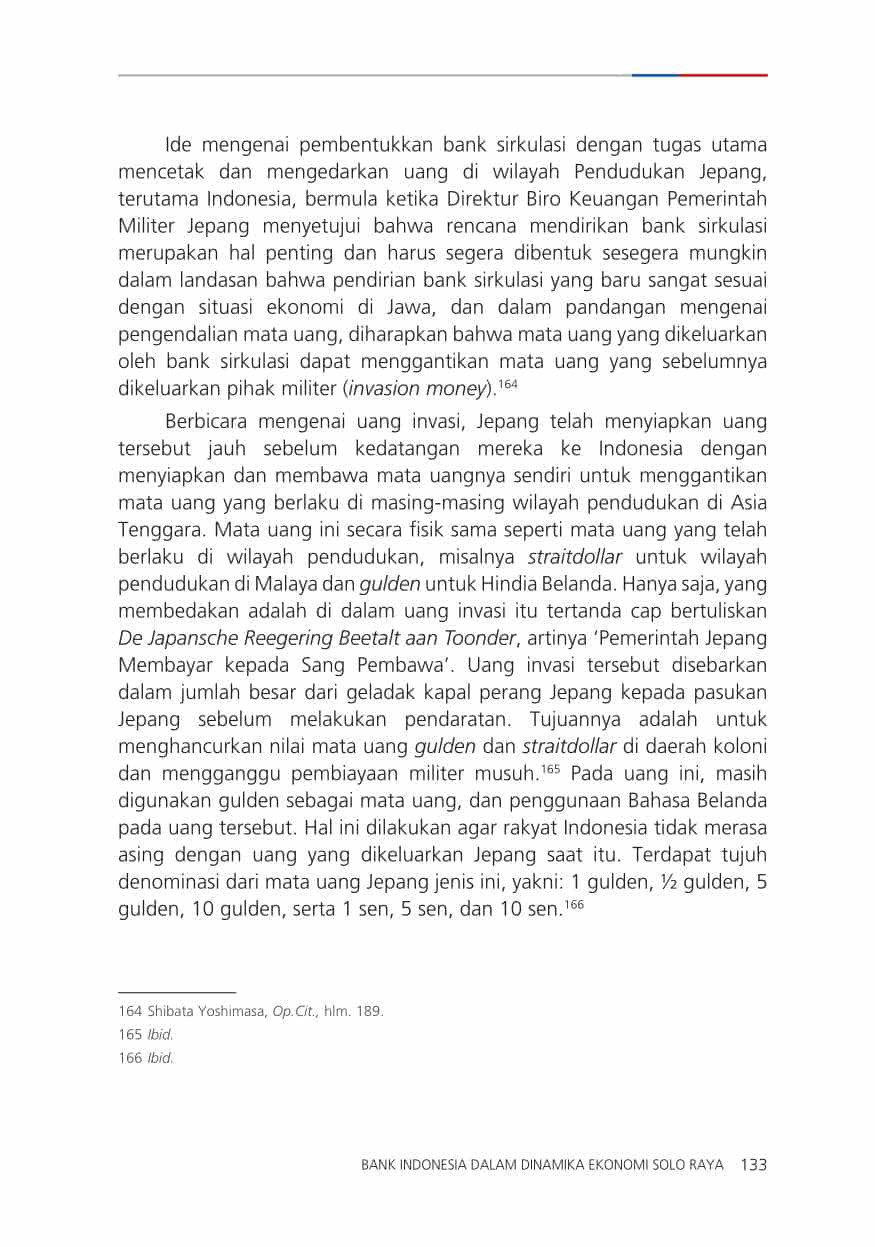 Ide mengenai pembentukkan bank sirkulasi dengan tugas utama
mencetak dan mengedarkan uang di wilayah Pendudukan Jepang,
terutama Indonesia, bermula ketika Direktur Biro Keuangan Pemerintah
Militer Jepang menyetujui bahwa rencana mendirikan bank sirkulasi
merupakan hal penting dan harus segera dibentuk sesegera mungkin
dalam landasan bahwa pendirian bank sirkulasi yang baru sangat sesuai
dengan situasi ekonomi di Jawa, dan dalam pandangan mengenai
pengendalian mata uang, diharapkan bahwa mata uang yang dikeluarkan
oleh bank sirkulasi dapat menggantikan mata uang yang sebelumnya
dikeluarkan pihak militer (invasion money).164
Berbicara mengenai uang invasi, Jepang telah menyiapkan uang
tersebut jauh sebelum kedatangan mereka ke Indonesia dengan
menyiapkan dan membawa mata uangnya sendiri untuk menggantikan
mata uang yang berlaku di masing-masing wilayah pendudukan di Asia
Tenggara. Mata uang ini secara fisik sama seperti mata uang yang telah
berlaku di wilayah pendudukan, misalnya straitdollar untuk wilayah
pendudukan di Malaya dan gulden untuk Hindia Belanda. Hanya saja, yang
membedakan adalah di dalam uang invasi itu tertanda cap bertuliskan
De Japansche Reegering Beetalt aan Toonder, artinya ‘Pemerintah Jepang
Membayar kepada Sang Pembawa’. Uang invasi tersebut disebarkan
dalam jumlah besar dari geladak kapal perang Jepang kepada pasukan
Jepang sebelum melakukan pendaratan. Tujuannya adalah untuk
menghancurkan nilai mata uang gulden dan straitdollar di daerah koloni
dan mengganggu pembiayaan militer musuh.165 Pada uang ini, masih
digunakan gulden sebagai mata uang, dan penggunaan Bahasa Belanda
pada uang tersebut. Hal ini dilakukan agar rakyat Indonesia tidak merasa
asing dengan uang yang dikeluarkan Jepang saat itu. Terdapat tujuh
denominasi dari mata uang Jepang jenis ini, yakni: 1 gulden, ½ gulden, 5
gulden, 10 gulden, serta 1 sen, 5 sen, dan 10 sen.166
164 Shibata Yoshimasa, Op.Cit., hlm. 189.
165 Ibid.
166 Ibid.
BANK INDONESIA DALAM DINAMIKA EKONOMI SOLO RAYA 133